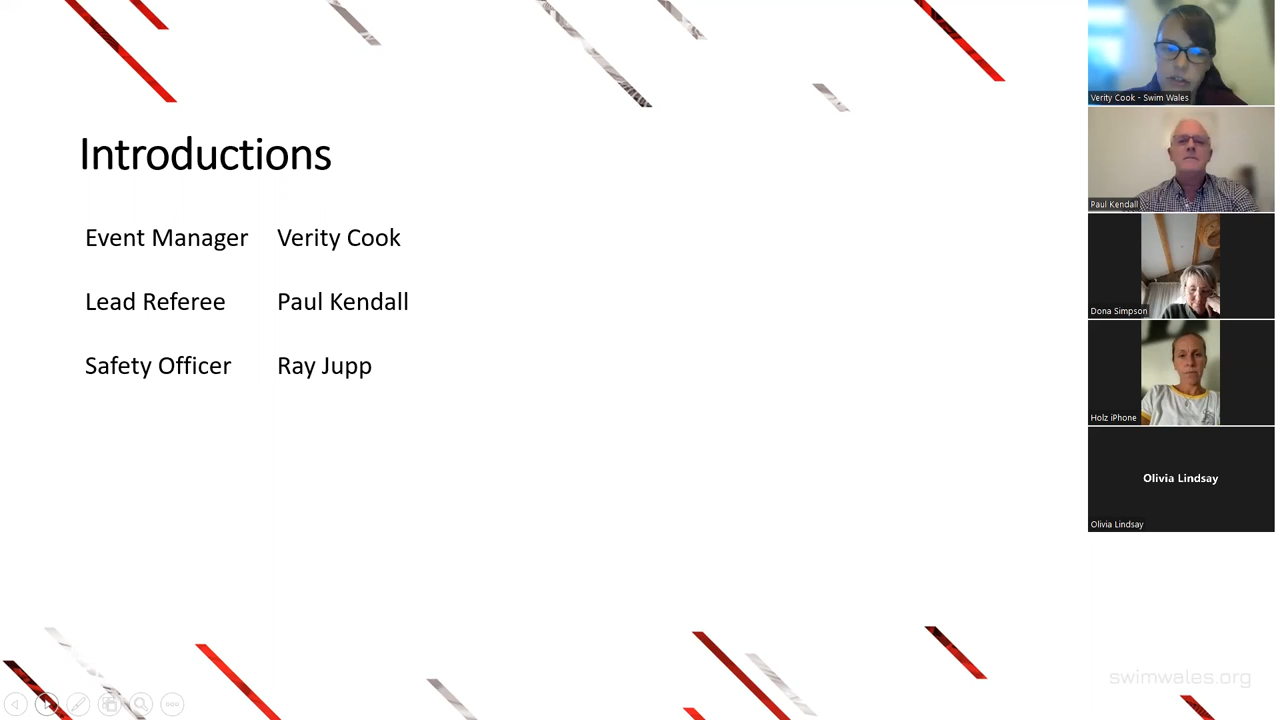 Introductions
Event Manager Verity Cook
Lead Referee Paul Kendall
Safety Officer Ray Jupp
Verity Cook - Swim Wales
Paul Kendall
Dona Simpson
Holz iPhone
Olivia Lindsay
Olivia Lindsay
swimwales.org